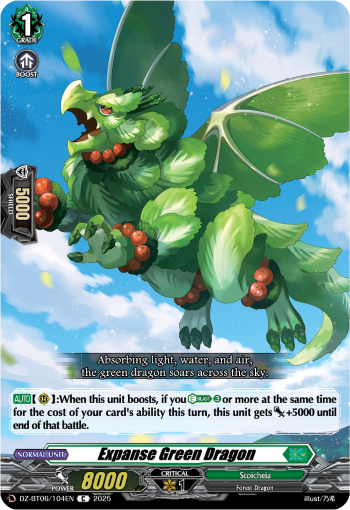 1
GRADE
BOOST
5000
SHIELD
Absorbing light, water, and air,
the green dragon soars across the sky.
AUTO【RC】:When this unit boosts, if you E-BLAST 5 or more at the same time
for the cost of your card's ability this turn, this unit gets +5000 until
end of that battle.
NORMAL UNIT
Expanse Green Dragon
POWER 8000
CRITICAL
1
Stoicheia
Forest Dragon
D
DZ-BT06/104EN C 2025
illust/乃希